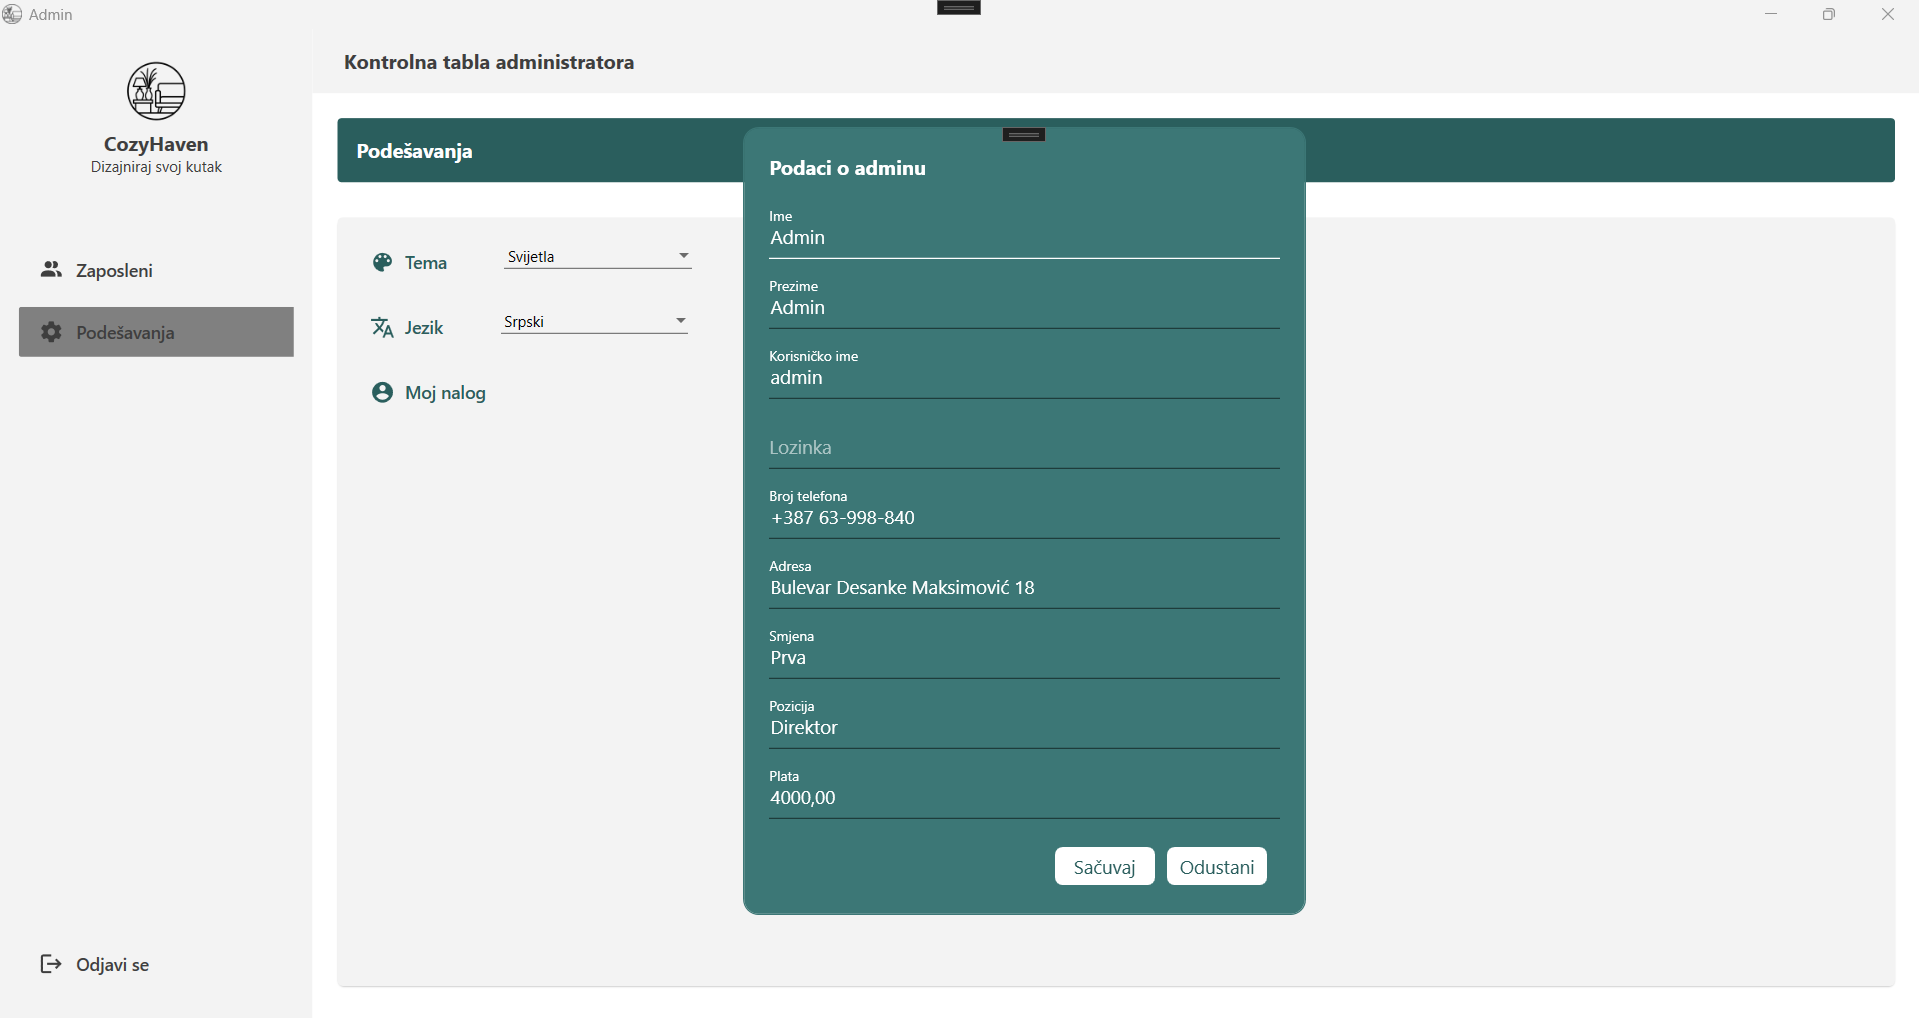 Admin
CozyHaven
Dizajniraj svoj kutak
Zaposleni
Podešavanja
Odjavi se
Kontrolna tabla administratora
Podešavanja
Tema
Svijetla
Jezik
Srpski
Moj nalog
Podaci o adminu
Ime
Admin
Prezime
Admin
Korisničko ime
admin
Lozinka
Broj telefona
+387 63-998-840
Adresa
Bulevar Desanke Maksimović 18
Smjena
Prva
Pozicija
Direktor
Plata
4000,00
Sačuvaj
Odustani